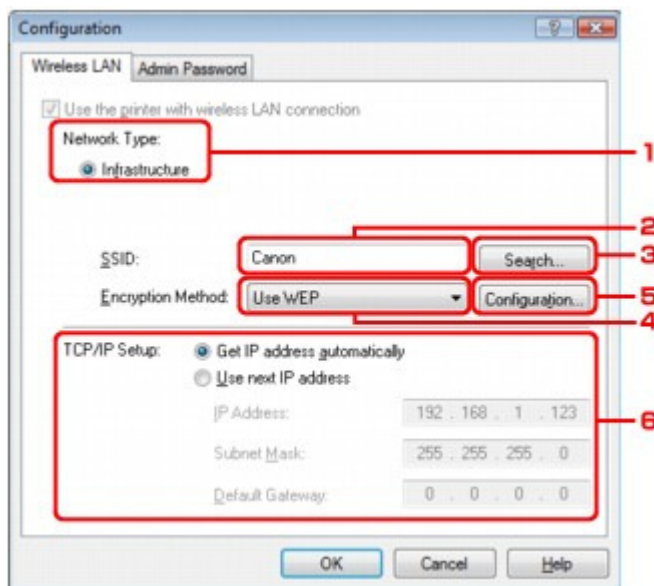 Configuration
Wireless LAN Admin Password
Use the printer with wireless LAN connection
Network Type:
1
Infrastructure
2
SSID: Canon Search... 3
Encryption Method: Use WEP Configuration... 5
4
TCP/IP Setup: Get IP address automatically
Use next IP address
IP Address: 192 . 168 . 1 . 123
6
Subnet Mask: 255 . 255 . 255 . 0
Default Gateway: 0 . 0 . 0 . 0
OK Cancel Help